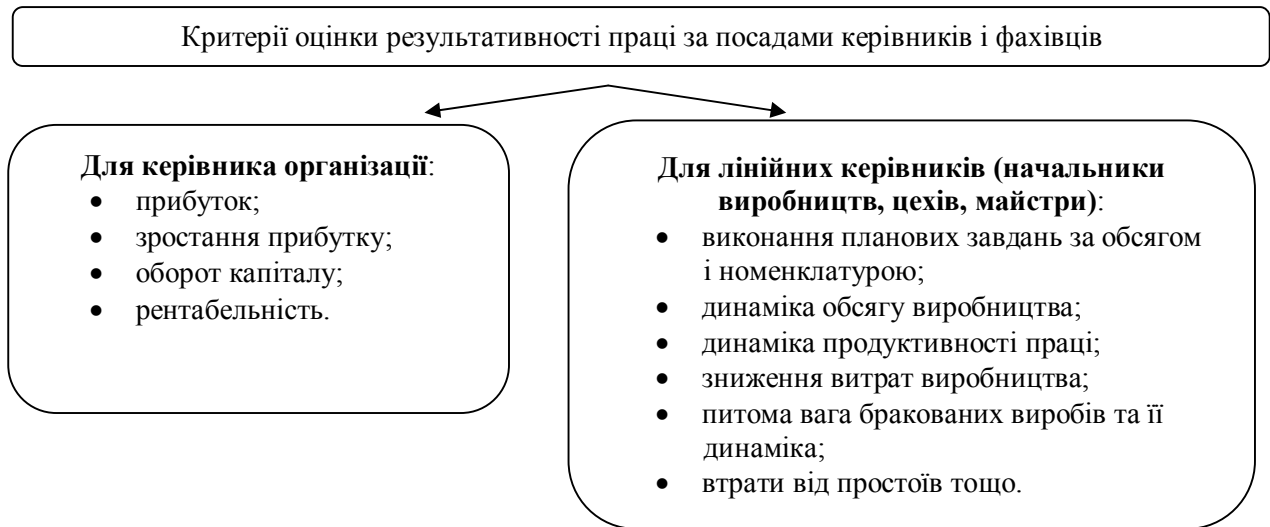 Критерії оцінки результативності праці за посадами керівників і фахівців
Для керівника організації:
• прибуток;
• зростання прибутку;
• оборот капіталу;
• рентабельність.
Для лінійних керівників (начальники
виробництв, цехів, майстри):
• виконання планових завдань за обсягом
і номенклатурою;
• динаміка обсягу виробництва;
• динаміка продуктивності праці;
• зниження витрат виробництва;
• питома вага бракованих виробів та її
динаміка;
• втрати від простоїв тощо.